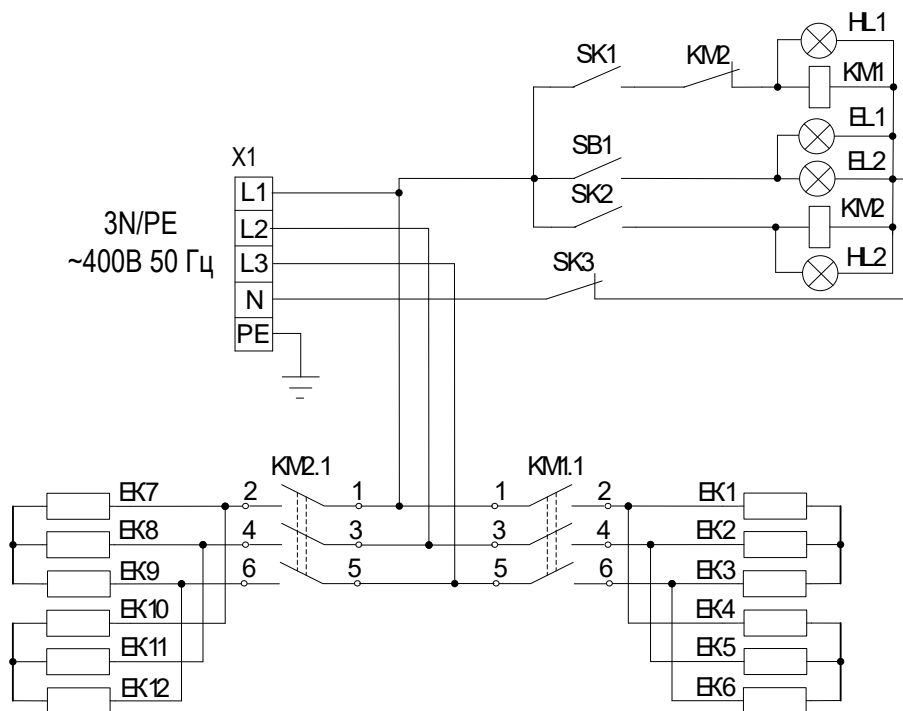 HL1
SK1
KM2
KM1
EL1
SB1
EL2
X1
L1
SK2
KM2
3N/PE
L2
~400В 50 Гц
L3
SK3
HL2
N
PE
KM2.1
KM1.1
EK7
2
1
1
2
EK1
EK8
4
3
3
4
EK2
EK9
6
5
5
6
EK3
EK10
EK4
EK11
EK5
EK12
EK6